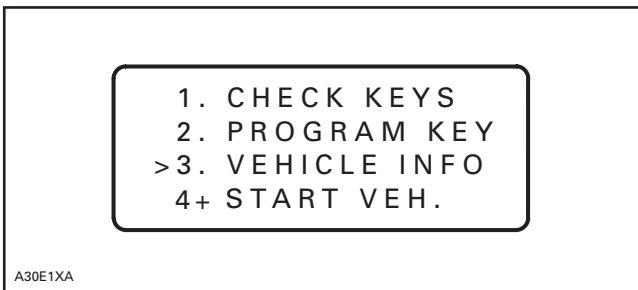 1. CHECK KEYS
2. PROGRAM KEY
>3. VEHICLE INFO
4+ START VEH.
A30E1XA